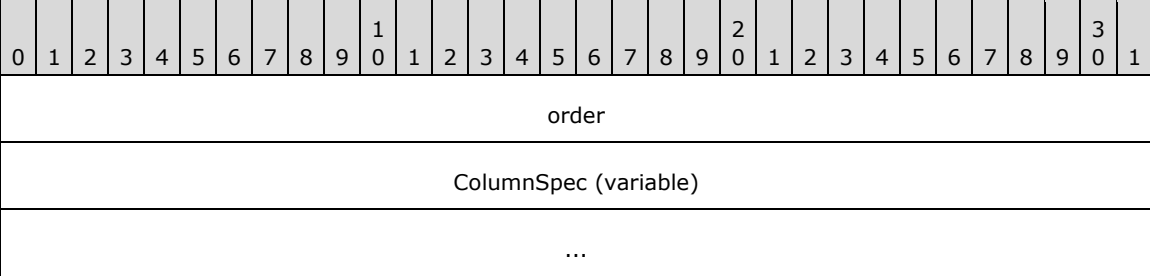 1 2 3
0 1 2 3 4 5 6 7 8 9 0 1 2 3 4 5 6 7 8 9 0 1 2 3 4 5 6 7 8 9 0 1
order
ColumnSpec (variable)
...